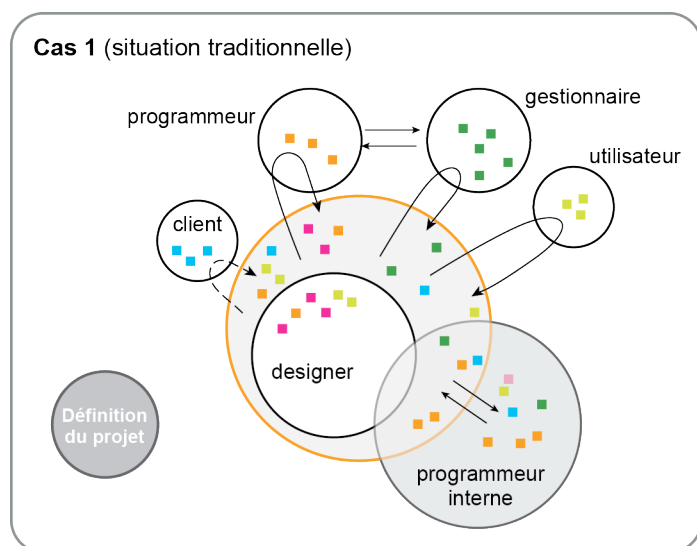 Cas 1 (situation traditionnelle)
programmeur
gestionnaire
utilisateur
client
designer
Définition
du projet
programmeur
interne